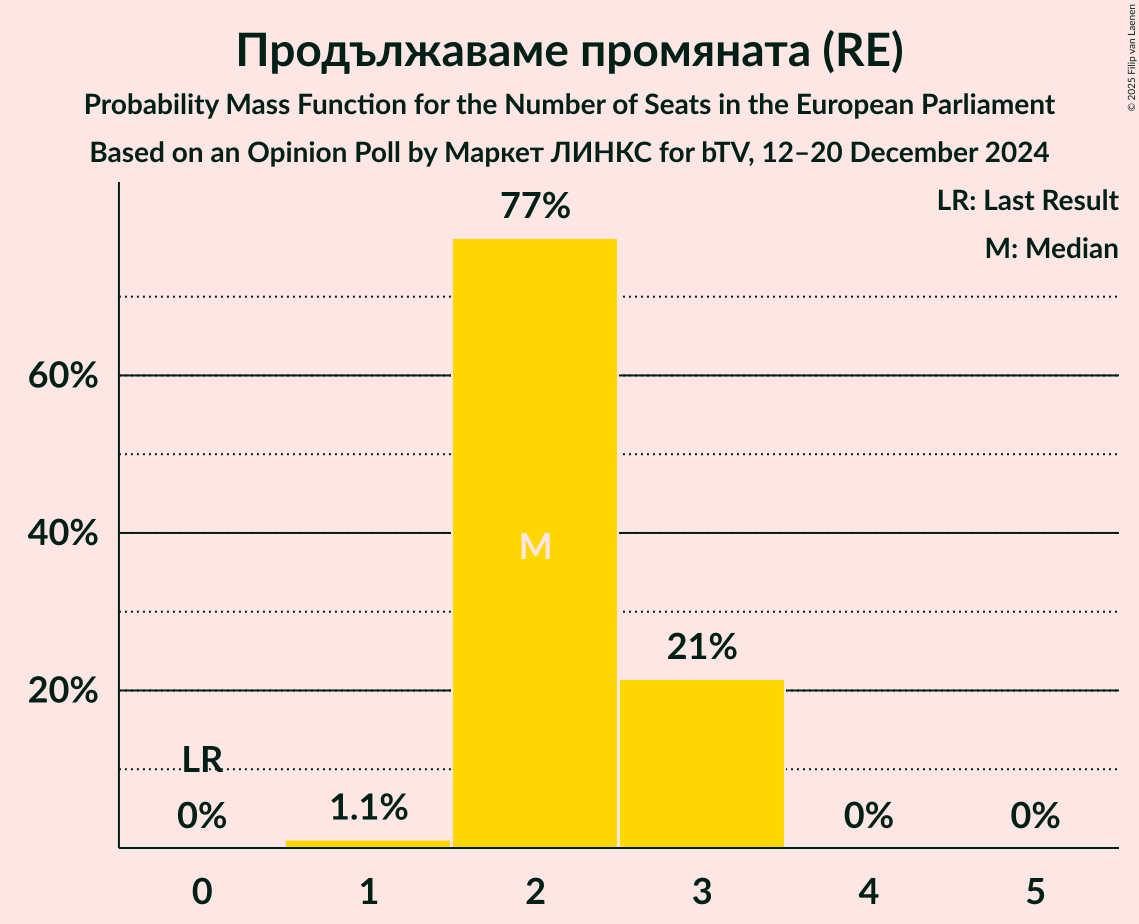 Продължаваме промяната (RE)
Probability Mass Function for the Number of Seats in the European Parliament
Based on an Opinion Poll by Маркет ЛИНКС for bTV, 12–20 December 2024
© 2025 Filip van Laenen
LR: Last Result
M: Median
77%
60%
40%
M
21%
20%
LR
0%
1.1%
0%
0%
0 1 2 3 4 5